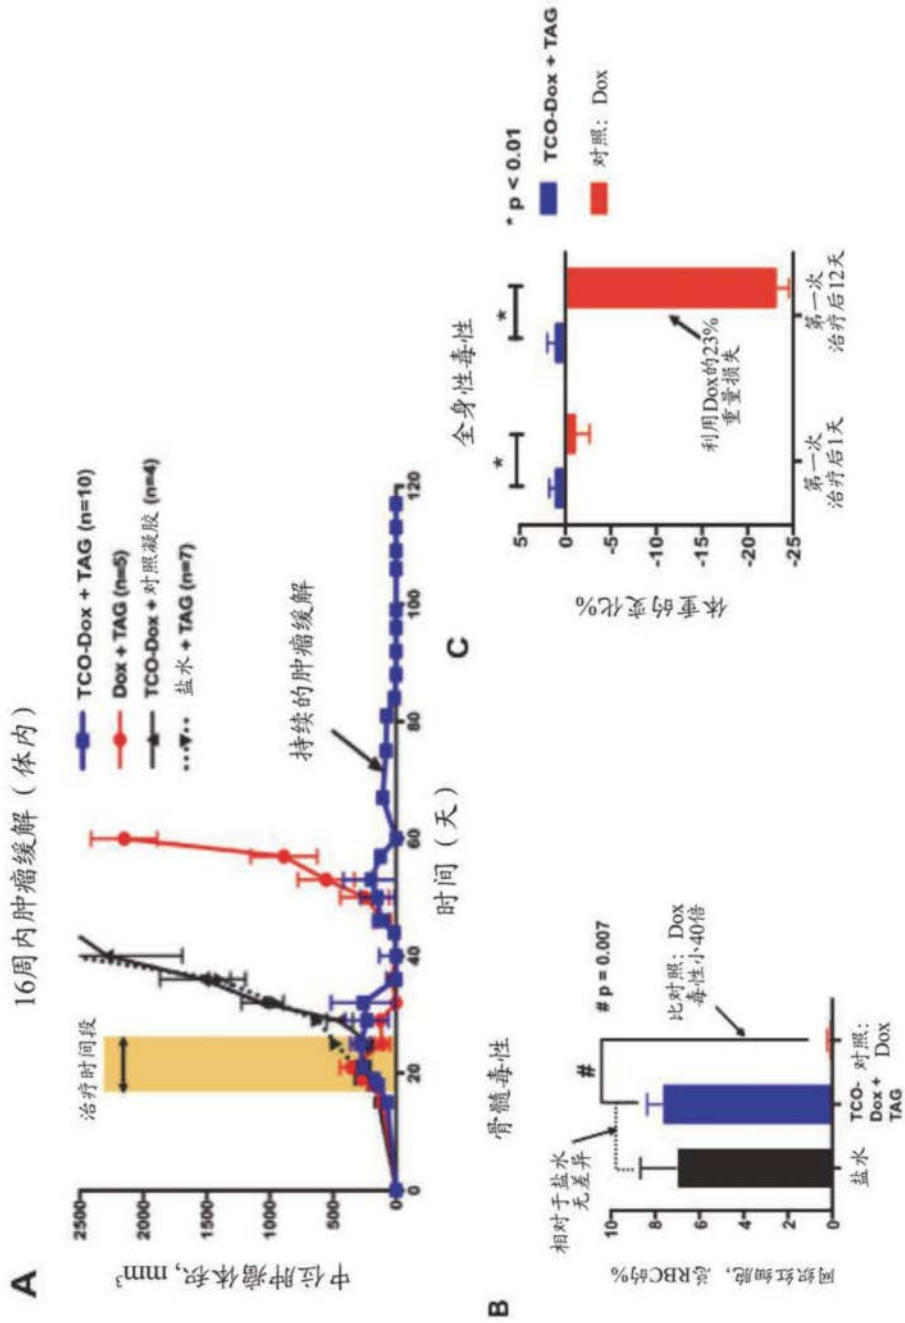 A
16周内肿瘤缓解（体内）
治疗时间段
TCO-Dox + TAG (n=10)
Dox + TAG (n=5)
TCO-Dox + 对照凝胶 (n=4)
盐水 + TAG (n=7)
持续的肿瘤缓解
中位肿瘤体积, mm³
2500
2000
1500
1000
500
0
0
20
40
60
80
100
120
时间（天）
B
骨髓毒性
相对于盐水
无差异
#
# p = 0.007
比对照：Dox
毒性小40倍
网织红细胞，总RBC的%
10
8
6
4
2
0
盐水
TCO-
Dox +
TAG
对照：
Dox
C
全身性毒性
* p < 0.01
TCO-Dox + TAG
对照：Dox
*
*
体重的变化%
5
0
-5
-10
-15
-20
-25
利用Dox的23%
重量损失
第一次
治疗后1天
第一次
治疗后12天